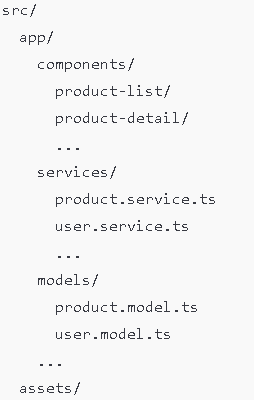 src/
  app/
    components/
      product-list/
      product-detail/
      ...
    services/
      product.service.ts
      user.service.ts
      ...
    models/
      product.model.ts
      user.model.ts
    ...
  assets/